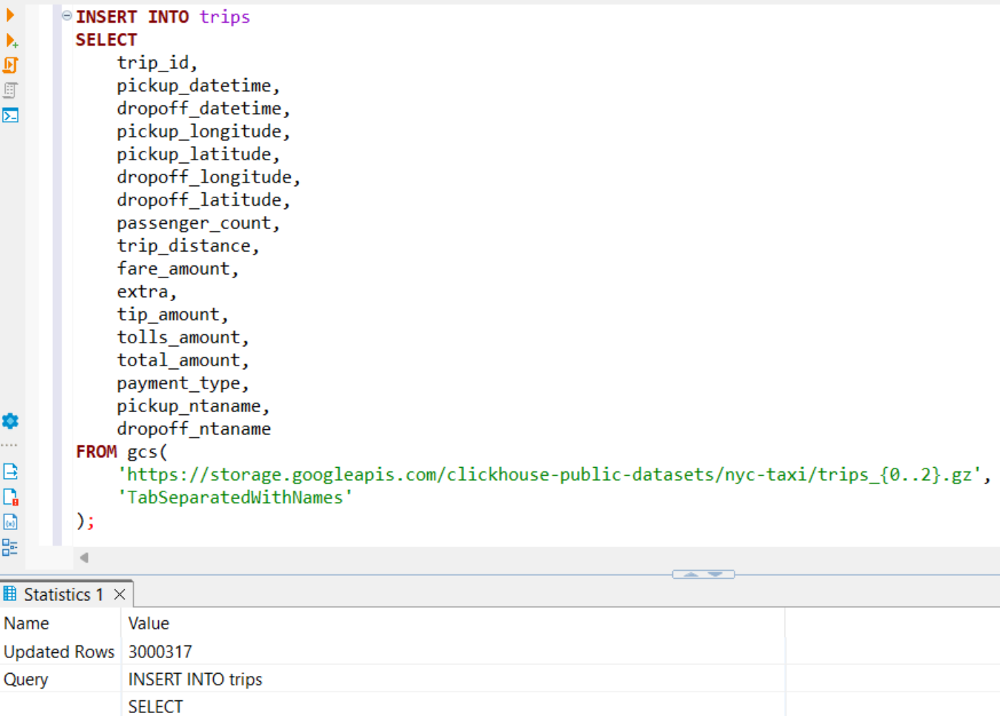 INSERT INTO trips
SELECT
trip_id,
pickup_datetime,
dropoff_datetime,
pickup_longitude,
pickup_latitude,
dropoff_longitude,
dropoff_latitude,
passenger_count,
trip_distance,
fare_amount,
extra,
tip_amount,
tolls_amount,
total_amount,
payment_type,
pickup_ntaname,
dropoff_ntaname
FROM gcs(
'https://storage.googleapis.com/clickhouse-public-datasets/nyc-taxi/trips_{0..2}.gz',
'TabSeparatedWithNames'
);
Statistics 1
Name Value
Updated Rows 3000317
Query INSERT INTO trips
SELECT